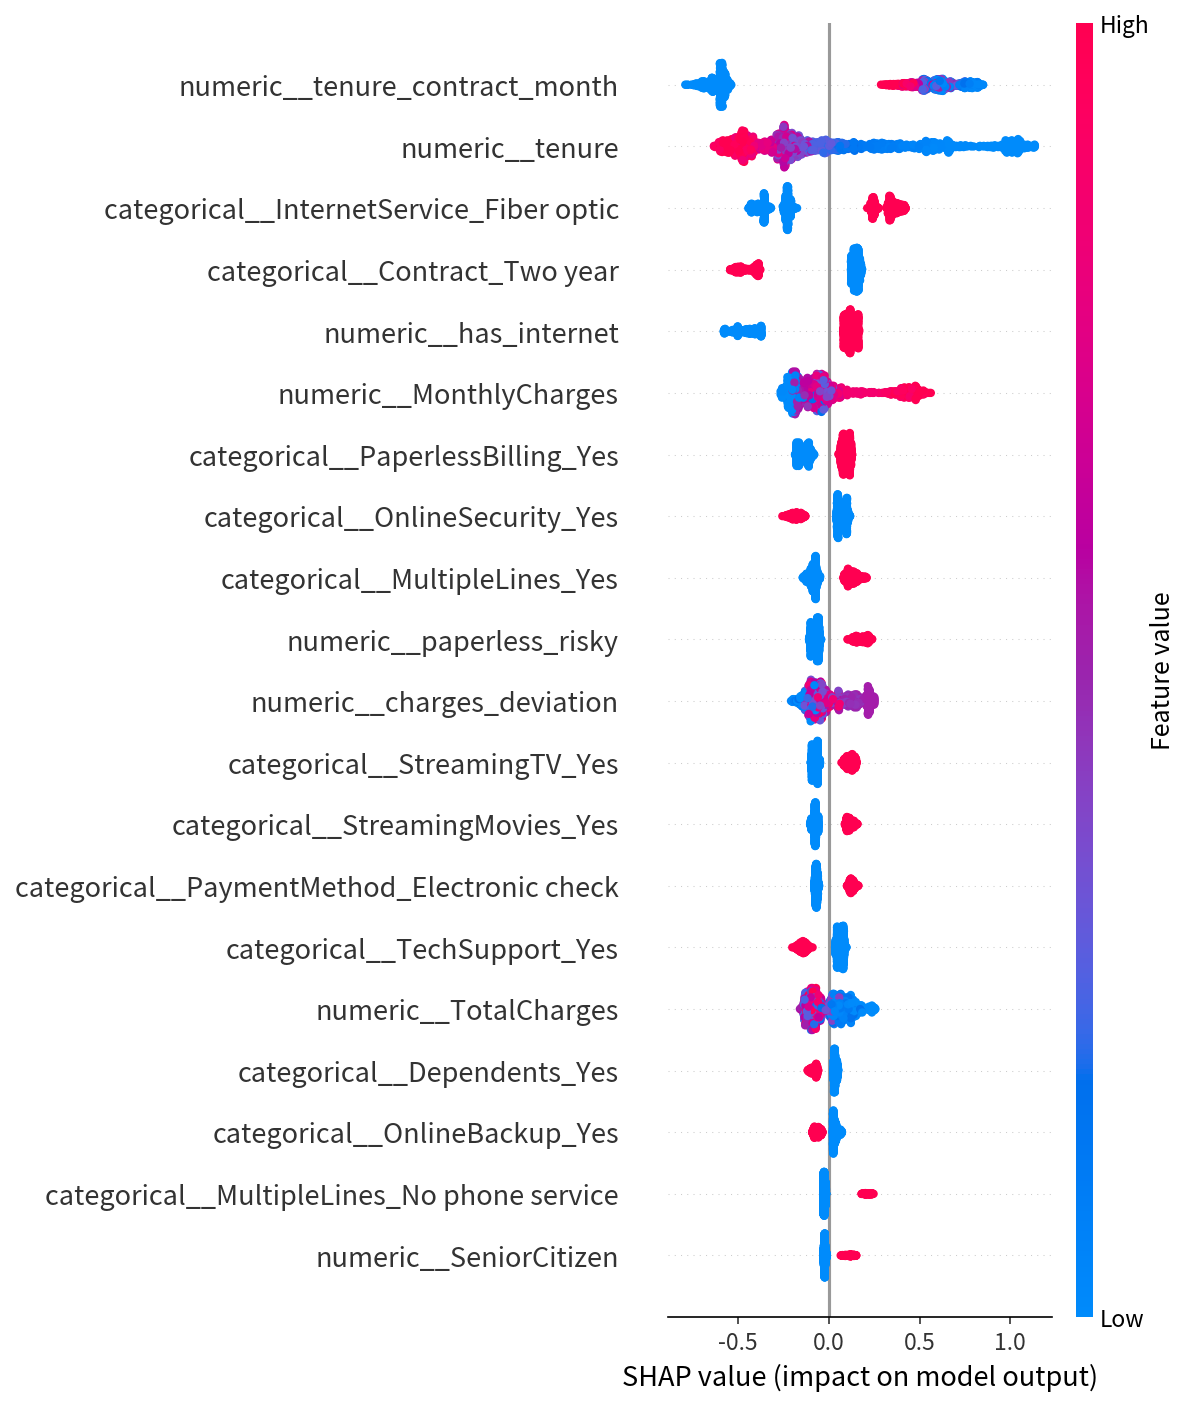 High
numeric__tenure_contract_month
numeric__tenure
categorical__InternetService_Fiber optic
categorical__Contract_Two year
numeric__has_internet
numeric__MonthlyCharges
categorical__PaperlessBilling_Yes
categorical__OnlineSecurity_Yes
categorical__MultipleLines_Yes
numeric__paperless_risky
numeric__charges_deviation
categorical__StreamingTV_Yes
categorical__StreamingMovies_Yes
categorical__PaymentMethod_Electronic check
categorical__TechSupport_Yes
numeric__TotalCharges
categorical__Dependents_Yes
categorical__OnlineBackup_Yes
categorical__MultipleLines_No phone service
numeric__SeniorCitizen
Feature value
Low
-0.5 0.0 0.5 1.0
SHAP value (impact on model output)